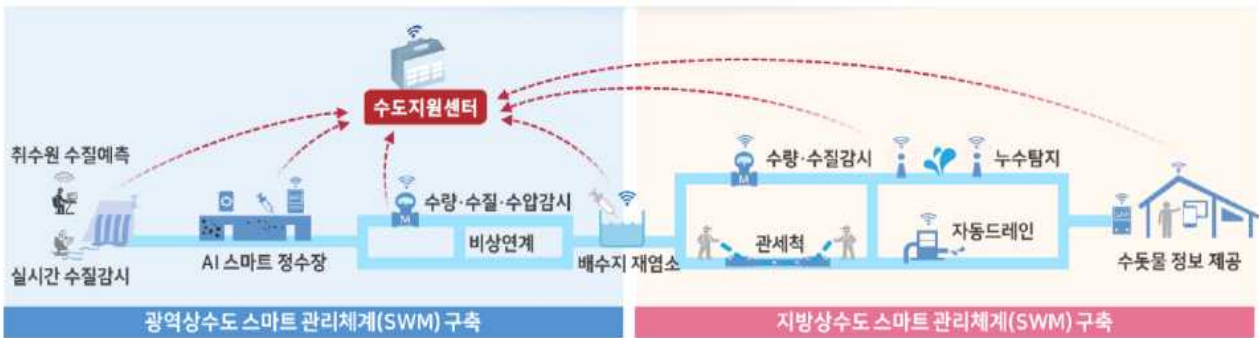 수도지원센터
취수원 수질예측
실시간 수질감시
AI 스마트 정수장
수량·수질·수압감시
M
비상연계
배수지 재염소
수량·수질감시
M
누수탐지
관세척
자동드레인
수돗물 정보 제공
광역상수도 스마트 관리체계(SWM) 구축
지방상수도 스마트 관리체계(SWM) 구축